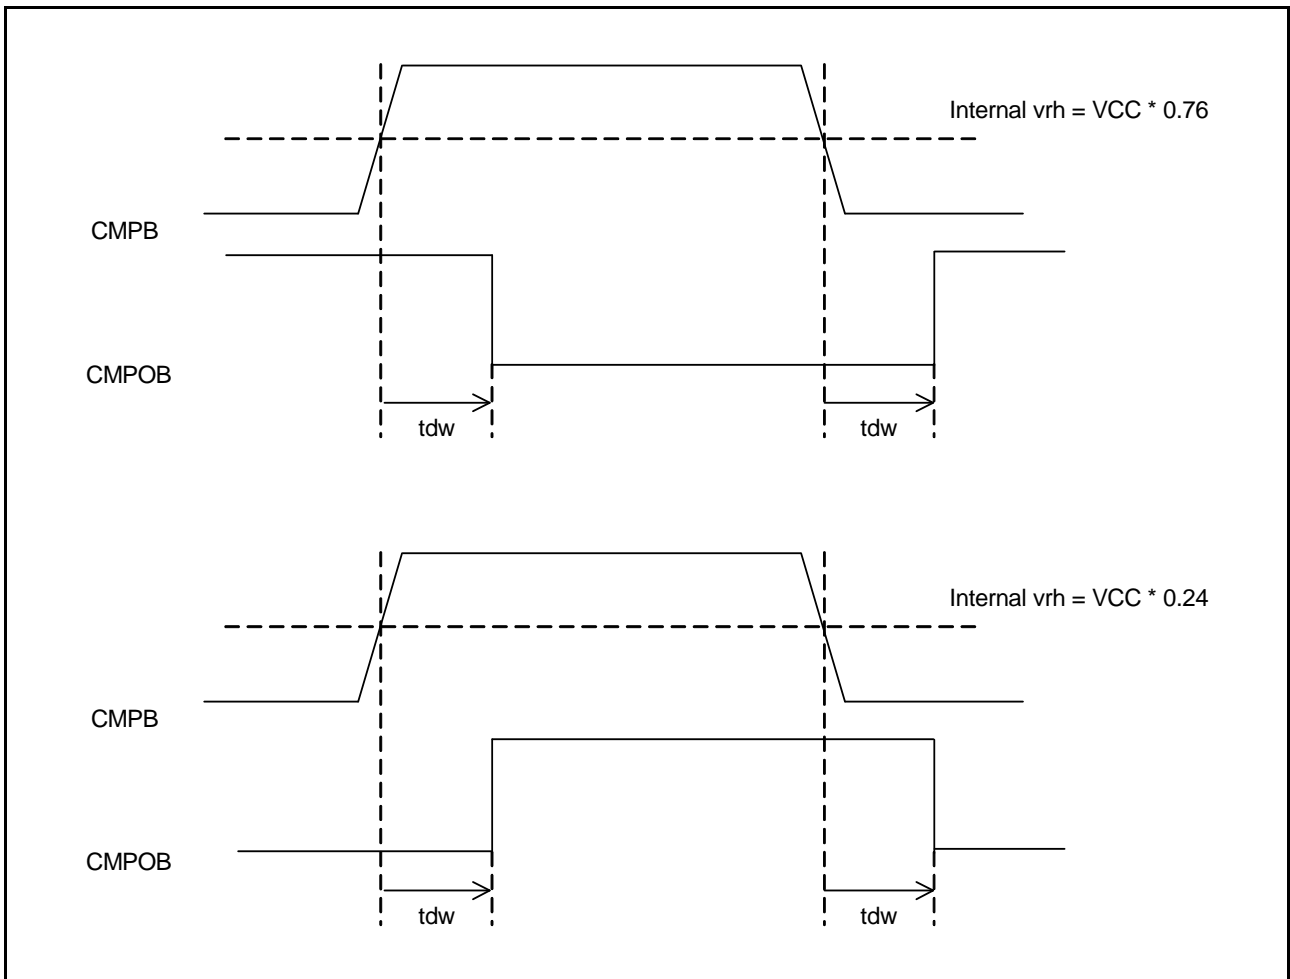 Internal vrh = VCC * 0.76
CMPB
CMPOB
tdw
tdw
Internal vrh = VCC * 0.24
CMPB
CMPOB
tdw
tdw